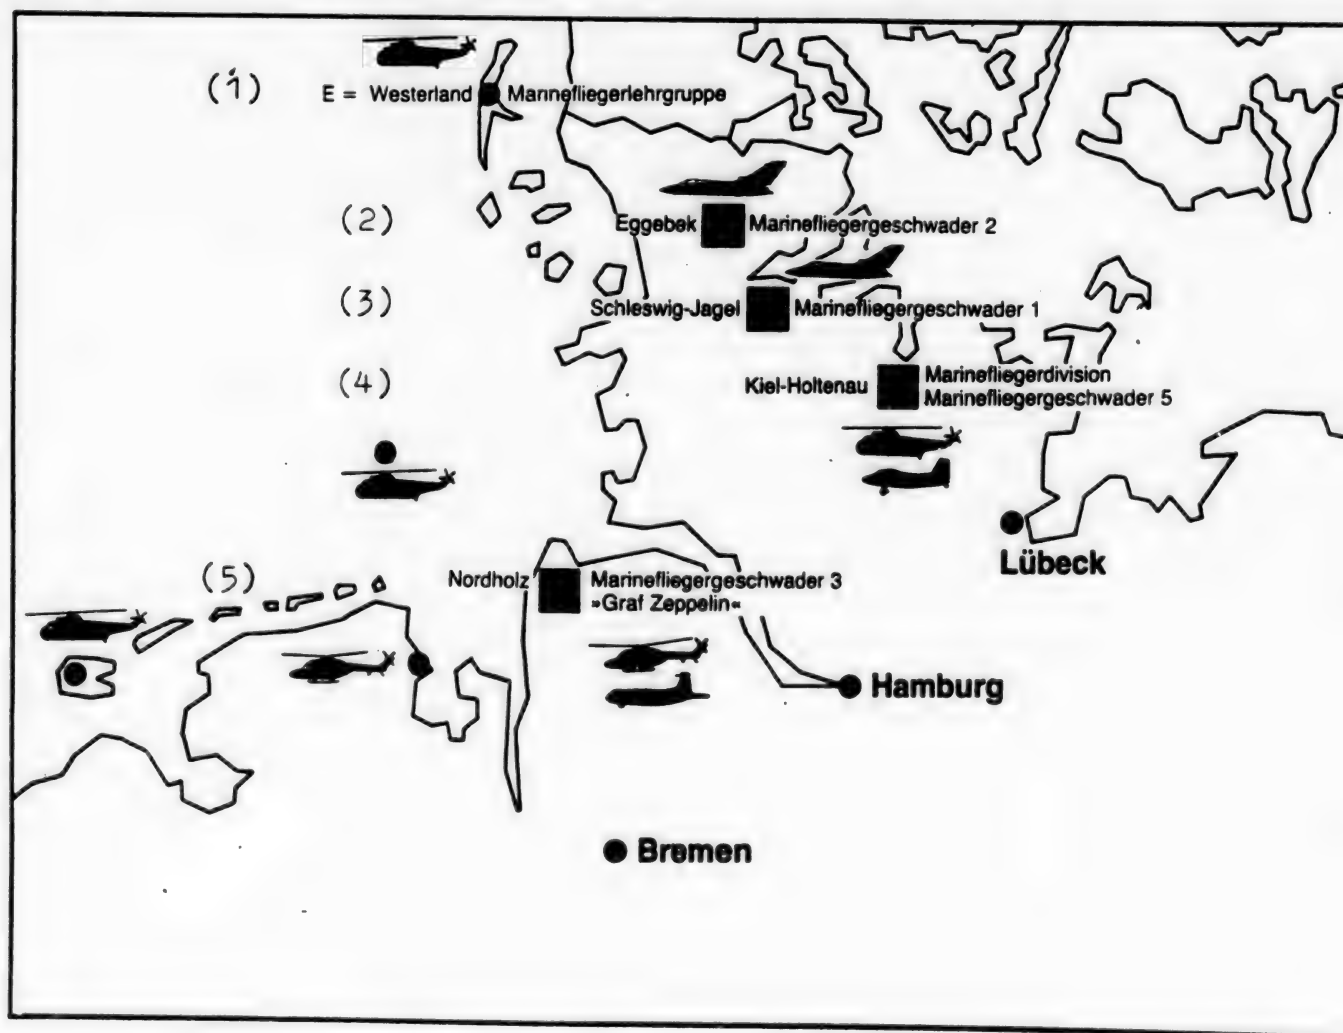 (1) E = Westerland Marinefliegerlehrgruppe
(2) Eggebek Marinefliegergeschwader 2
(3) Schleswig-Jagel Marinefliegergeschwader 1
(4) Kiel-Holtenau Marinefliegerdivision
Marinefliegergeschwader 5
Lübeck
(5) Nordholz Marinefliegergeschwader 3
»Graf Zeppelin«
Hamburg
Bremen